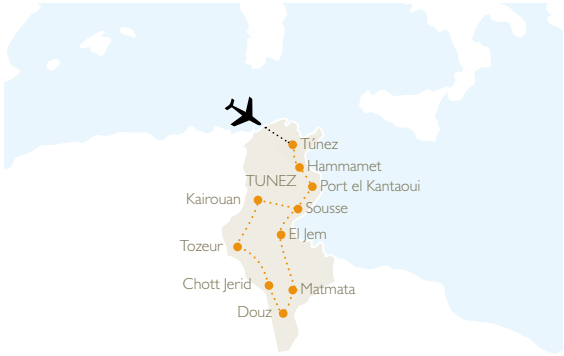 Túnez
Hammamet
TUNEZ
Port el Kantaoui
Kairouan
Sousse
El Jem
Tozeur
Chott Jerid
Matmata
Douz